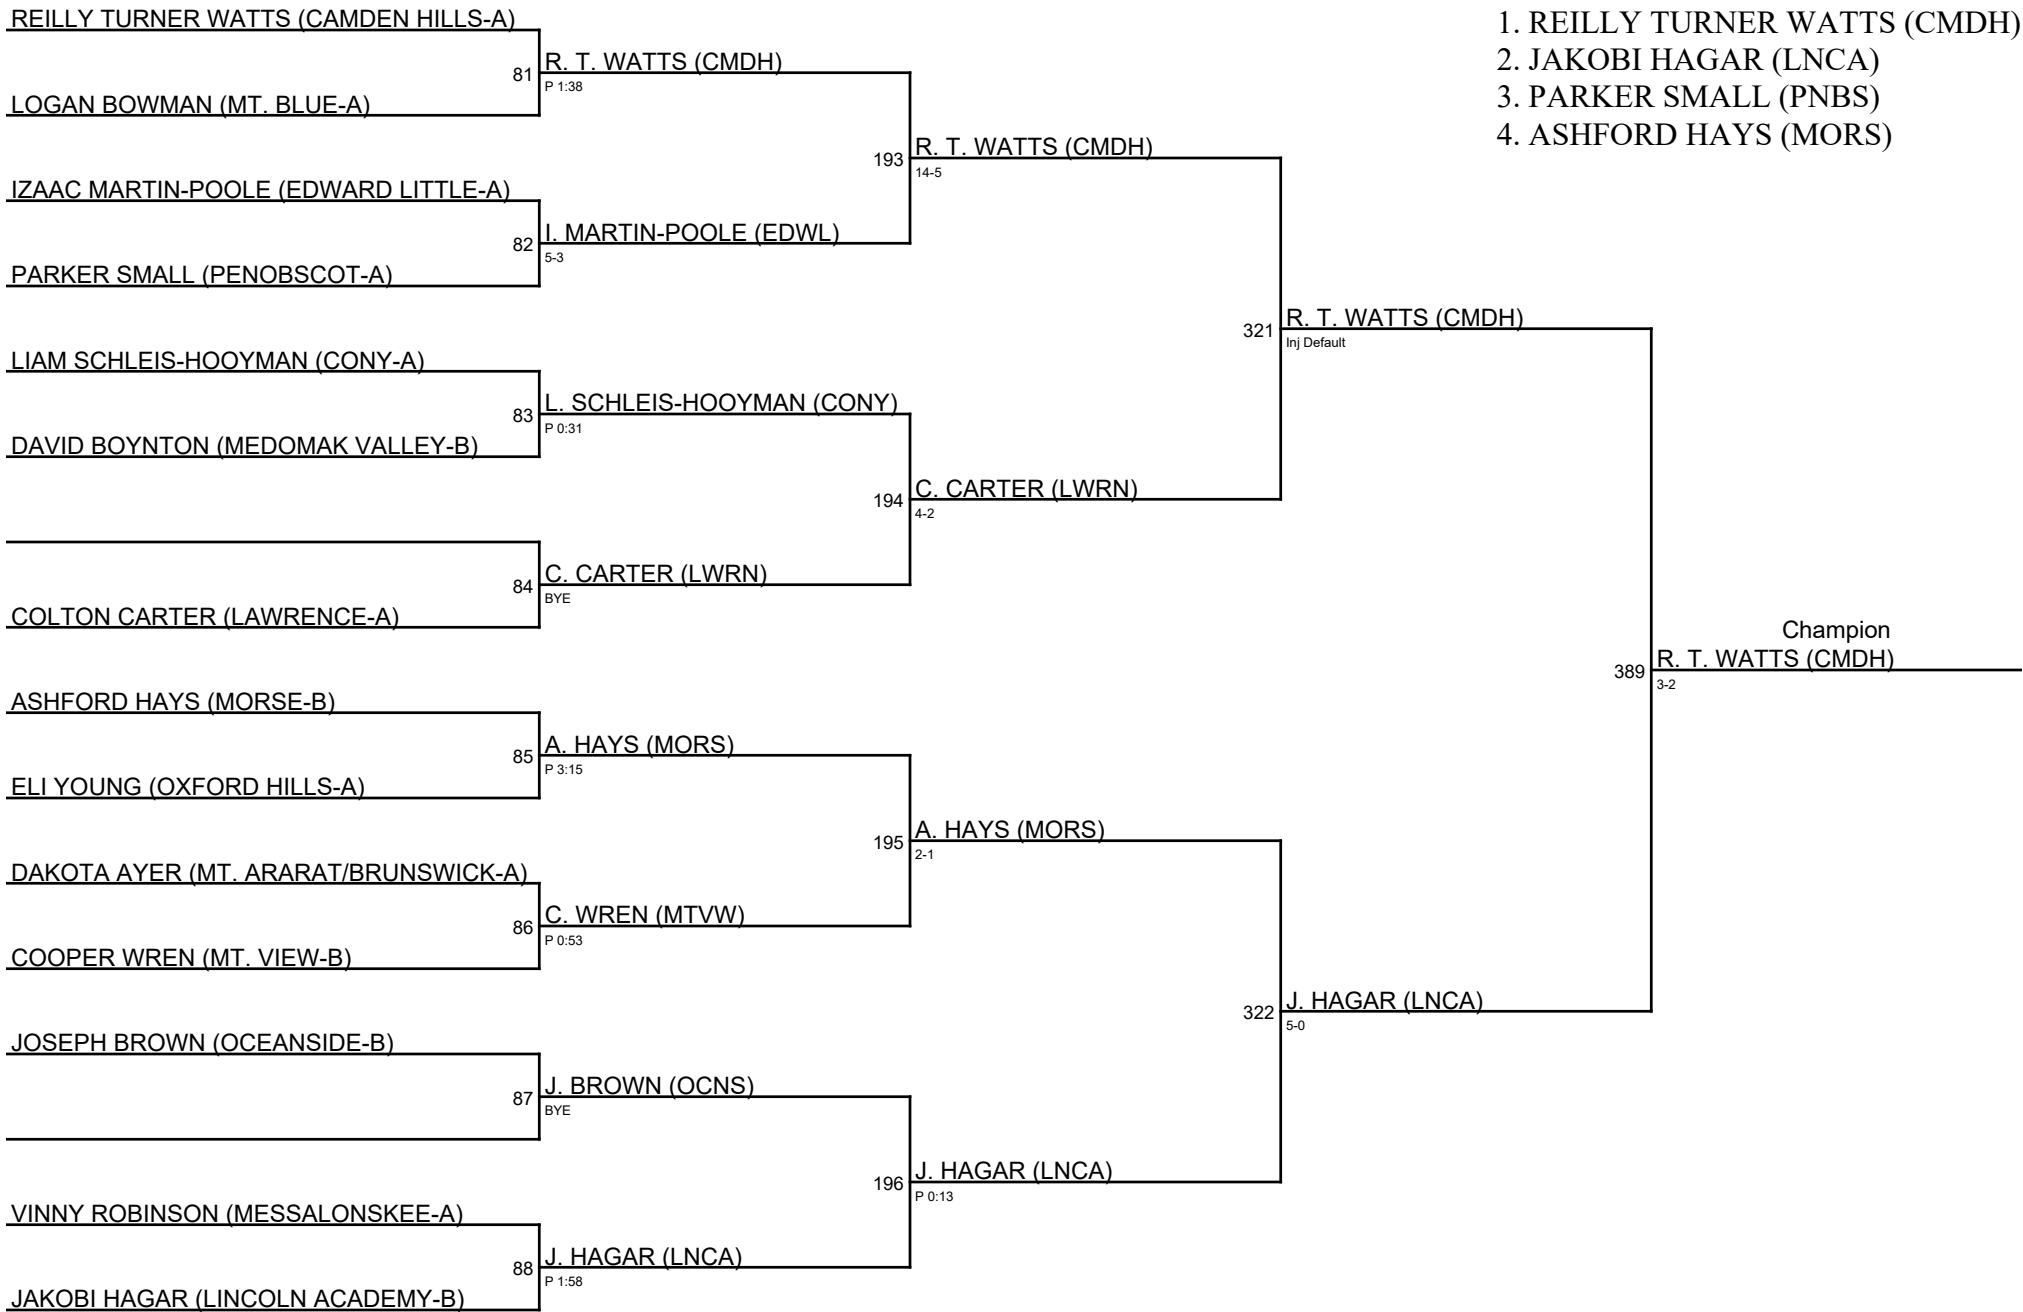 REILLY TURNER WATTS (CAMDEN HILLS-A)
1. REILLY TURNER WATTS (CMDH)
2. JAKOBI HAGAR (LNCA)
3. PARKER SMALL (PNBS)
4. ASHFORD HAYS (MORS)
81 R. T. WATTS (CMDH)
P 1:38
LOGAN BOWMAN (MT. BLUE-A)
193 R. T. WATTS (CMDH)
14-5
IZAAC MARTIN-POOLE (EDWARD LITTLE-A)
82 I. MARTIN-POOLE (EDWL)
5-3
PARKER SMALL (PENOBSCOT-A)
321 R. T. WATTS (CMDH)
Inj Default
LIAM SCHLEIS-HOOYMAN (CONY-A)
83 L. SCHLEIS-HOOYMAN (CONY)
P 0:31
DAVID BOYNTON (MEDOMAK VALLEY-B)
194 C. CARTER (LWRN)
4-2
84 C. CARTER (LWRN)
BYE
COLTON CARTER (LAWRENCE-A)
Champion
389 R. T. WATTS (CMDH)
3-2
ASHFORD HAYS (MORSE-B)
85 A. HAYS (MORS)
P 3:15
ELI YOUNG (OXFORD HILLS-A)
195 A. HAYS (MORS)
2-1
DAKOTA AYER (MT. ARARAT/BRUNSWICK-A)
86 C. WREN (MTVW)
P 0:53
COOPER WREN (MT. VIEW-B)
322 J. HAGAR (LNCA)
5-0
JOSEPH BROWN (OCEANSIDE-B)
87 J. BROWN (OCNS)
BYE
196 J. HAGAR (LNCA)
P 0:13
VINNY ROBINSON (MESSALONSKEE-A)
88 J. HAGAR (LNCA)
P 1:58
JAKOBI HAGAR (LINCOLN ACADEMY-B)